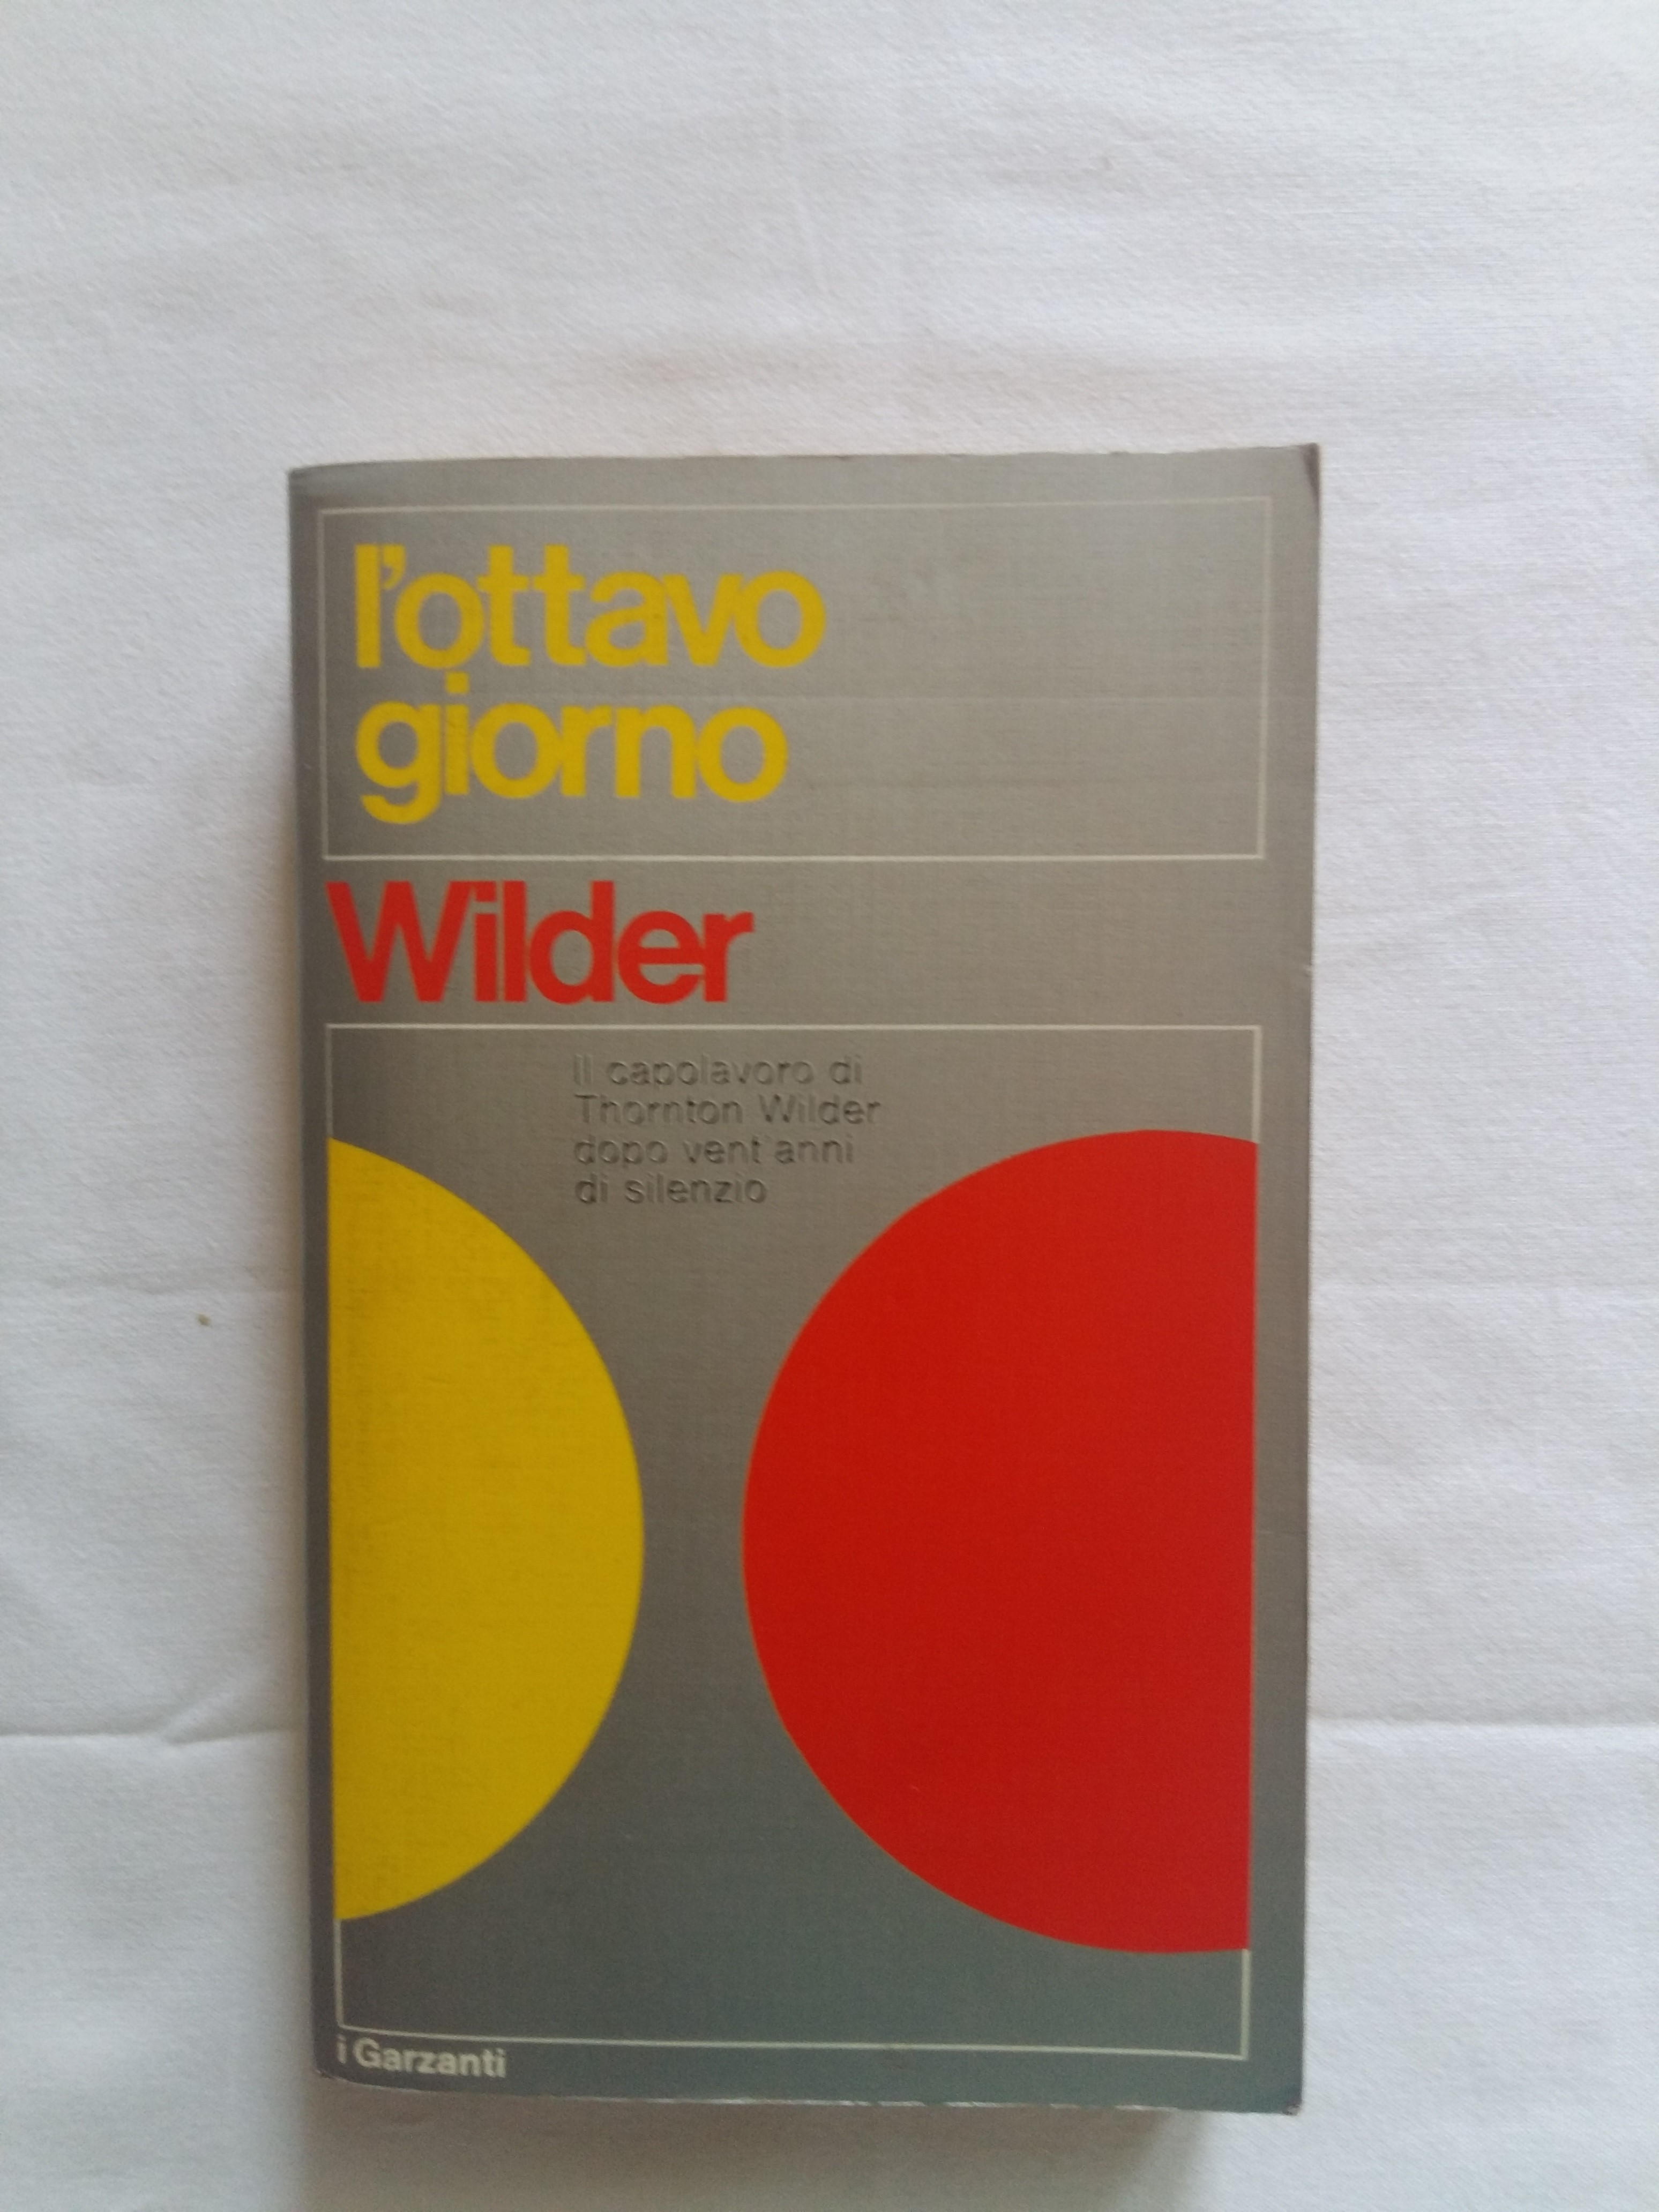 l'ottavo
giorno
Wilder
Il capolavoro di
Thornton Wilder
dopo vent'anni
di silenzio
i Garzanti